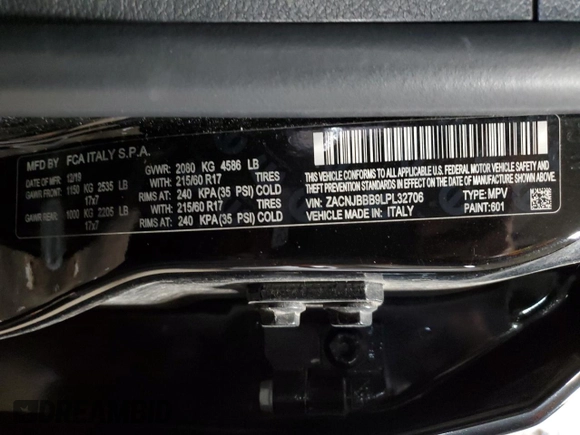 MFD BY FCA ITALY S.P.A.
DATE OF MFR: 12/19 GVWR: 2080 KG 4586 LB
GAWR FRONT: 1150 KG 2535 LB WITH: 215/60 R17 TIRES
17x7 RIMS AT: 240 KPA(35 PSI) COLD
GAWR REAR: 1000 KG 2205 LB WITH: 215/60 R17 TIRES
17x7 RIMS AT: 240 KPA(35 PSI) COLD
THIS VEHICLE CONFORMS TO ALL APPLICABLE U.S. FEDERAL MOTOR VEHICLE
SAFETY, BUMPER, AND THEFT PREVENTION STANDARDS IN EFFECT ON THE DATE OF
MANUFACTURE SHOWN ABOVE.
VIN: ZACNJBBB9LPL32706 TYPE: MPV
VEHICLE MADE IN: ITALY PAINT: 601
DREAMBID